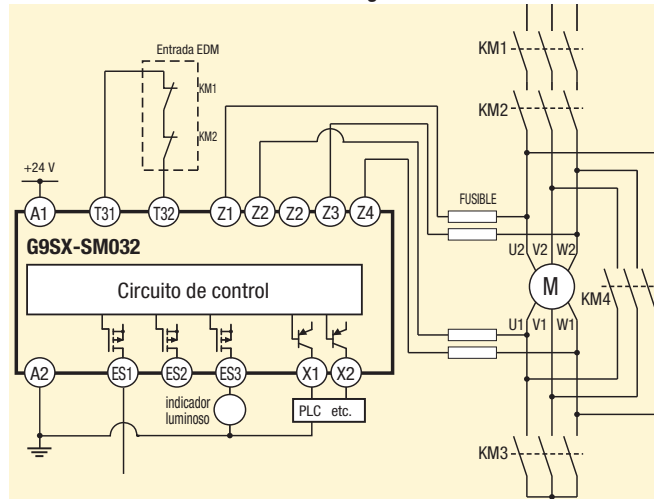 Entrada EDM
KM1
KM2
+24 V
KM1
KM2
A1
T31
T32
Z1
Z2
Z2
Z3
Z4
FUSIBLE
G9SX-SM032
Circuito de control
U2 V2 W2
M
KM4
U1 V1 W1
A2
ES1
ES2
ES3
X1
X2
indicador
luminoso
PLC etc.
KM3